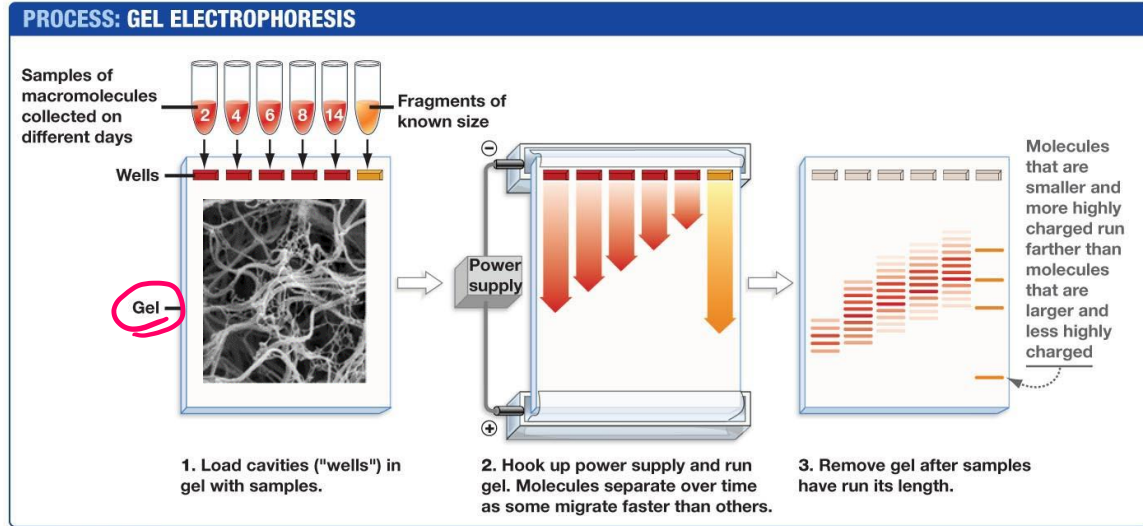 PROCESS: GEL ELECTROPHORESIS
Samples of
macromolecules
collected on
different days
2 4 6 8 14
Fragments of
known size
Wells
Gel
−
Power
supply
+
Molecules
that are
smaller and
more highly
charged run
farther than
molecules
that are
larger and
less highly
charged
1. Load cavities ("wells") in
gel with samples.
2. Hook up power supply and run
gel. Molecules separate over time
as some migrate faster than others.
3. Remove gel after samples
have run its length.